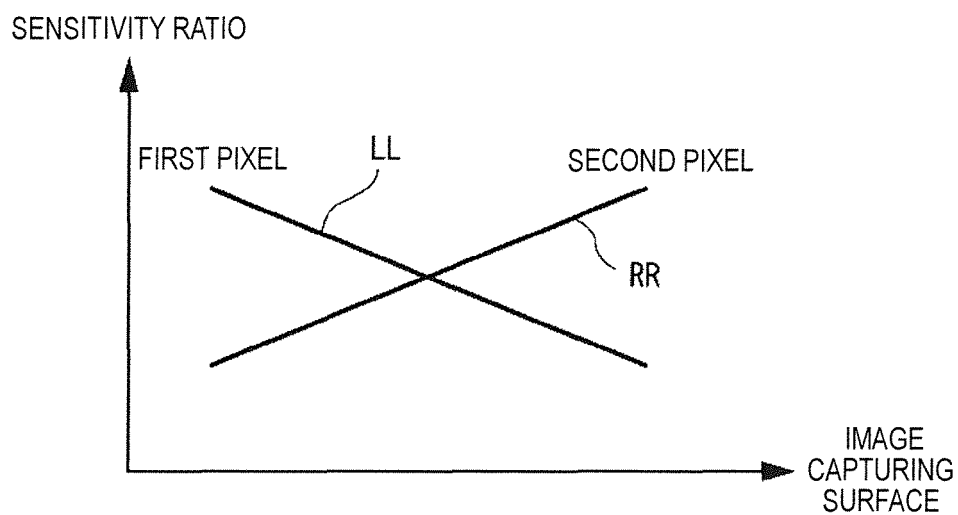 SENSITIVITY RATIO
FIRST PIXEL
LL
SECOND PIXEL
RR
IMAGE
CAPTURING
SURFACE